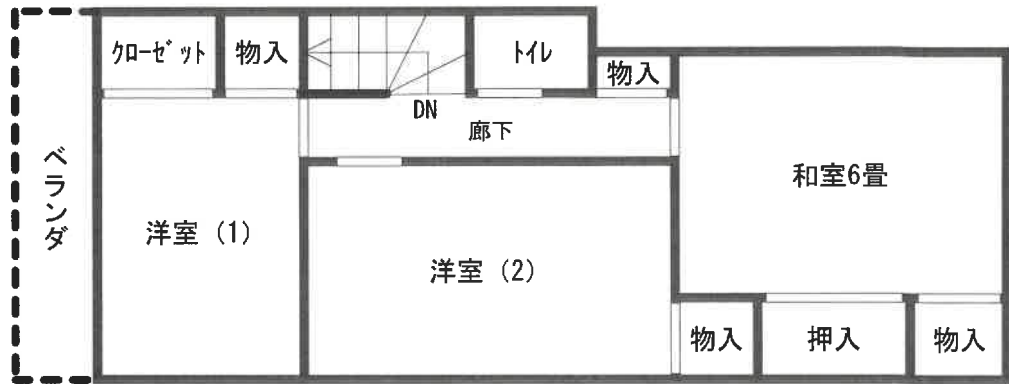 クローゼット
物入
トイレ
物入
DN
廊下
ベランダ
和室6畳
洋室 (1)
洋室 (2)
物入
押入
物入